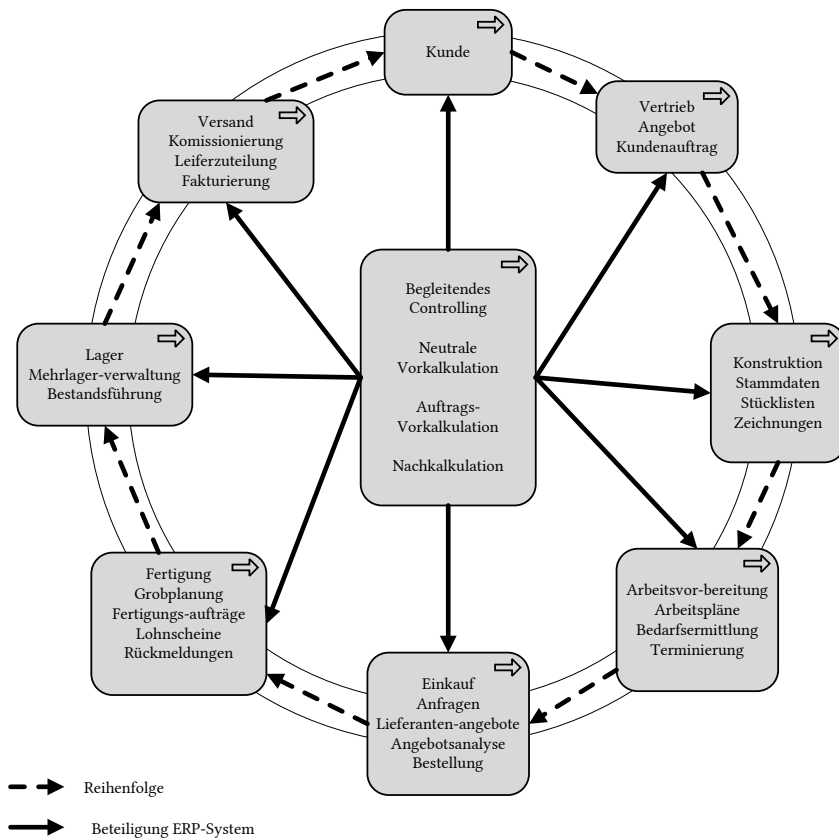 Kunde
Vertrieb
Angebot
Kundenauftrag
Versand
Komissionierung
Leiferzuteilung
Fakturierung
Begleitendes
Controlling
Neutrale
Vorkalkulation
Auftrags-
Vorkalkulation
Nachkalkulation
Lager
Mehrlager-verwaltung
Bestandsführung
Konstruktion
Stammdaten
Stücklisten
Zeichnungen
Fertigung
Grobplanung
Fertigungs-aufträge
Lohnscheine
Rückmeldungen
Arbeitsvor-bereitung
Arbeitspläne
Bedarfsermittlung
Terminierung
Einkauf
Anfragen
Lieferanten-angebote
Angebotsanalyse
Bestellung
Reihenfolge
Beteiligung ERP-System